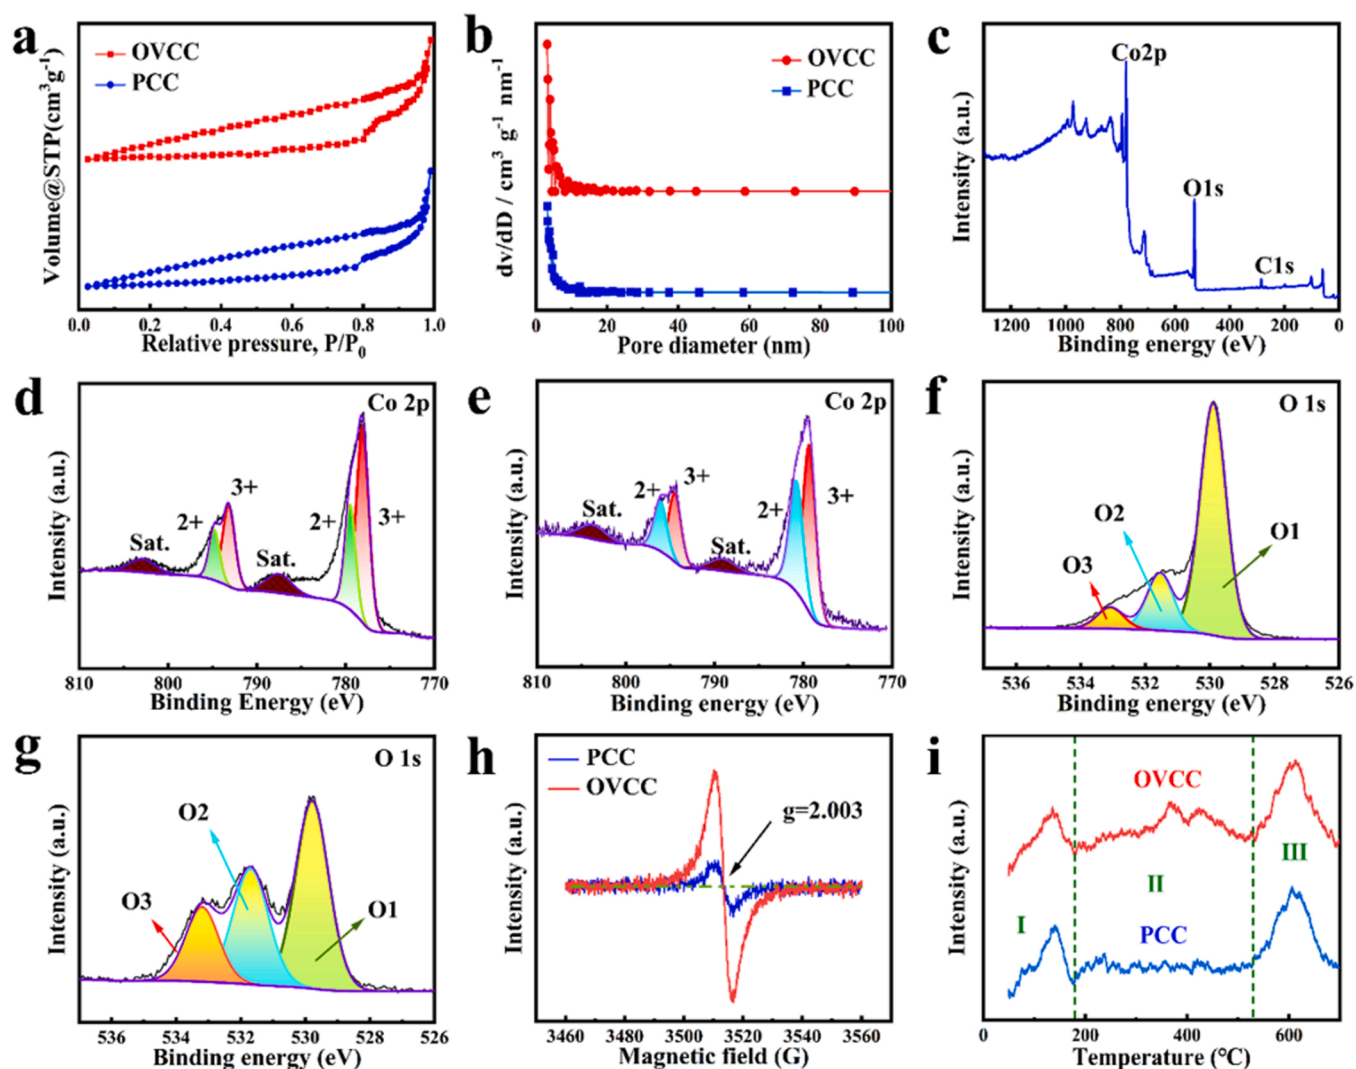 a
OVCC
PCC
Volume@STP(cm³g⁻¹)
0.0 0.2 0.4 0.6 0.8 1.0
Relative pressure, P/P₀
b
OVCC
PCC
dv/dD / cm³ g⁻¹ nm⁻¹
0 20 40 60 80 100
Pore diameter (nm)
c
Co2p
O1s
C1s
Intensity (a.u.)
1200 1000 800 600 400 200 0
Binding energy (eV)
d
Co 2p
3+
2+
2+
3+
Sat.
Sat.
Intensity (a.u.)
810 800 790 780 770
Binding Energy (eV)
e
Co 2p
2+
3+
2+
3+
Sat.
Sat.
Intensity (a.u.)
810 800 790 780 770
Binding energy (eV)
f
O 1s
O2
O1
O3
Intensity (a.u.)
536 534 532 530 528 526
Binding energy (eV)
g
O 1s
O2
O3
O1
Intensity (a.u.)
536 534 532 530 528 526
Binding energy (eV)
h
PCC
OVCC
g=2.003
Intensity (a.u.)
3460 3480 3500 3520 3540 3560
Magnetic field (G)
i
OVCC
III
II
I
PCC
Intensity (a.u.)
0 200 400 600
Temperature (℃)